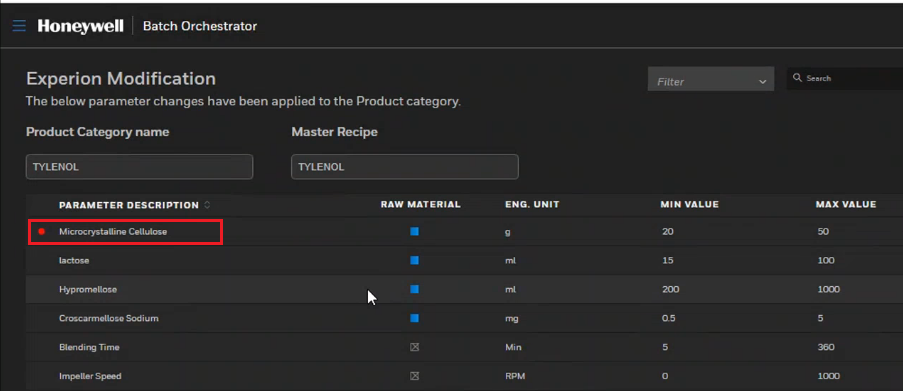 Honeywell | Batch Orchestrator
Experion Modification
Filter
Search
The below parameter changes have been applied to the Product category.
Product Category name Master Recipe
TYLENOL TYLENOL
PARAMETER DESCRIPTION RAW MATERIAL ENG. UNIT MIN VALUE MAX VALUE
Microcrystalline Cellulose g 20 50
lactose ml 15 100
Hypromellose ml 200 1000
Croscarmellose Sodium mg 0.5 5
Blending Time Min 5 360
Impeller Speed RPM 0 1000